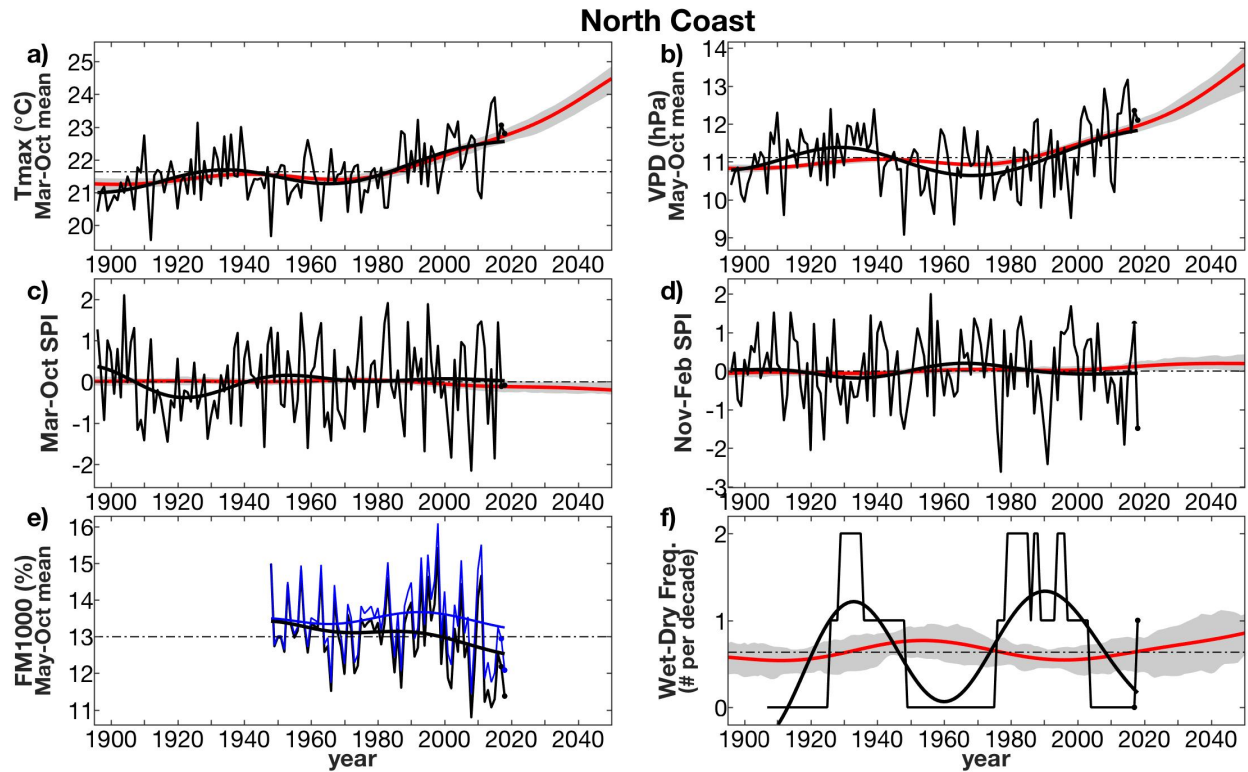 North Coast
a)
Tmax (°C)
Mar-Oct mean
25
24
23
22
21
20
1900 1920 1940 1960 1980 2000 2020 2040
b)
VPD (hPa)
May-Oct mean
14
13
12
11
10
9
1900 1920 1940 1960 1980 2000 2020 2040
c)
Mar-Oct SPI
2
1
0
-1
-2
1900 1920 1940 1960 1980 2000 2020 2040
d)
Nov-Feb SPI
2
1
0
-1
-2
-3
1900 1920 1940 1960 1980 2000 2020 2040
e)
FM1000 (%)
May-Oct mean
16
15
14
13
12
11
1900 1920 1940 1960 1980 2000 2020 2040
year
f)
Wet-Dry Freq.
(# per decade)
2
1
0
1900 1920 1940 1960 1980 2000 2020 2040
year